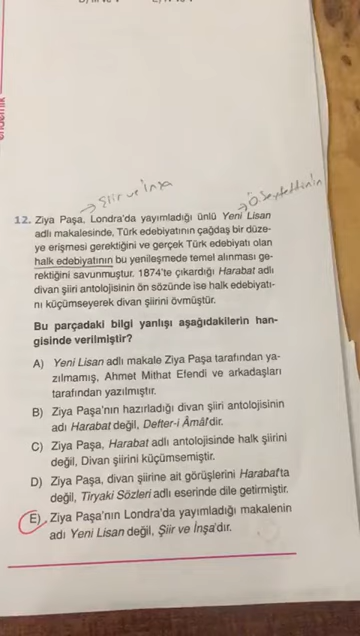 → Şiir ve İnşa
→ Ö. Seyfettin'in
12. Ziya Paşa, Londra'da yayımladığı ünlü Yeni Lisan
adlı makalesinde, Türk edebiyatının çağdaş bir düze-
ye erişmesi gerektiğini ve gerçek Türk edebiyatı olan
halk edebiyatının bu yenileşmede temel alınması ge-
rektiğini savunmuştur. 1874'te çıkardığı Harabat adlı
divan şiiri antolojisinin ön sözünde ise halk edebiyatı-
nı küçümseyerek divan şiirini övmüştür.
Bu parçadaki bilgi yanlışı aşağıdakilerin han-
gisinde verilmiştir?
A) Yeni Lisan adlı makale Ziya Paşa tarafından ya-
zılmamış, Ahmet Mithat Efendi ve arkadaşları
tarafından yazılmıştır.
B) Ziya Paşa'nın hazırladığı divan şiiri antolojisinin
adı Harabat değil, Defter-i Âmâl'dir.
C) Ziya Paşa, Harabat adlı antolojisinde halk şiirini
değil, Divan şiirini küçümsemiştir.
D) Ziya Paşa, divan şiirine ait görüşlerini Harabat'ta
değil, Tiryaki Sözleri adlı eserinde dile getirmiştir.
E) Ziya Paşa'nın Londra'da yayımladığı makalenin
adı Yeni Lisan değil, Şiir ve İnşa'dır.